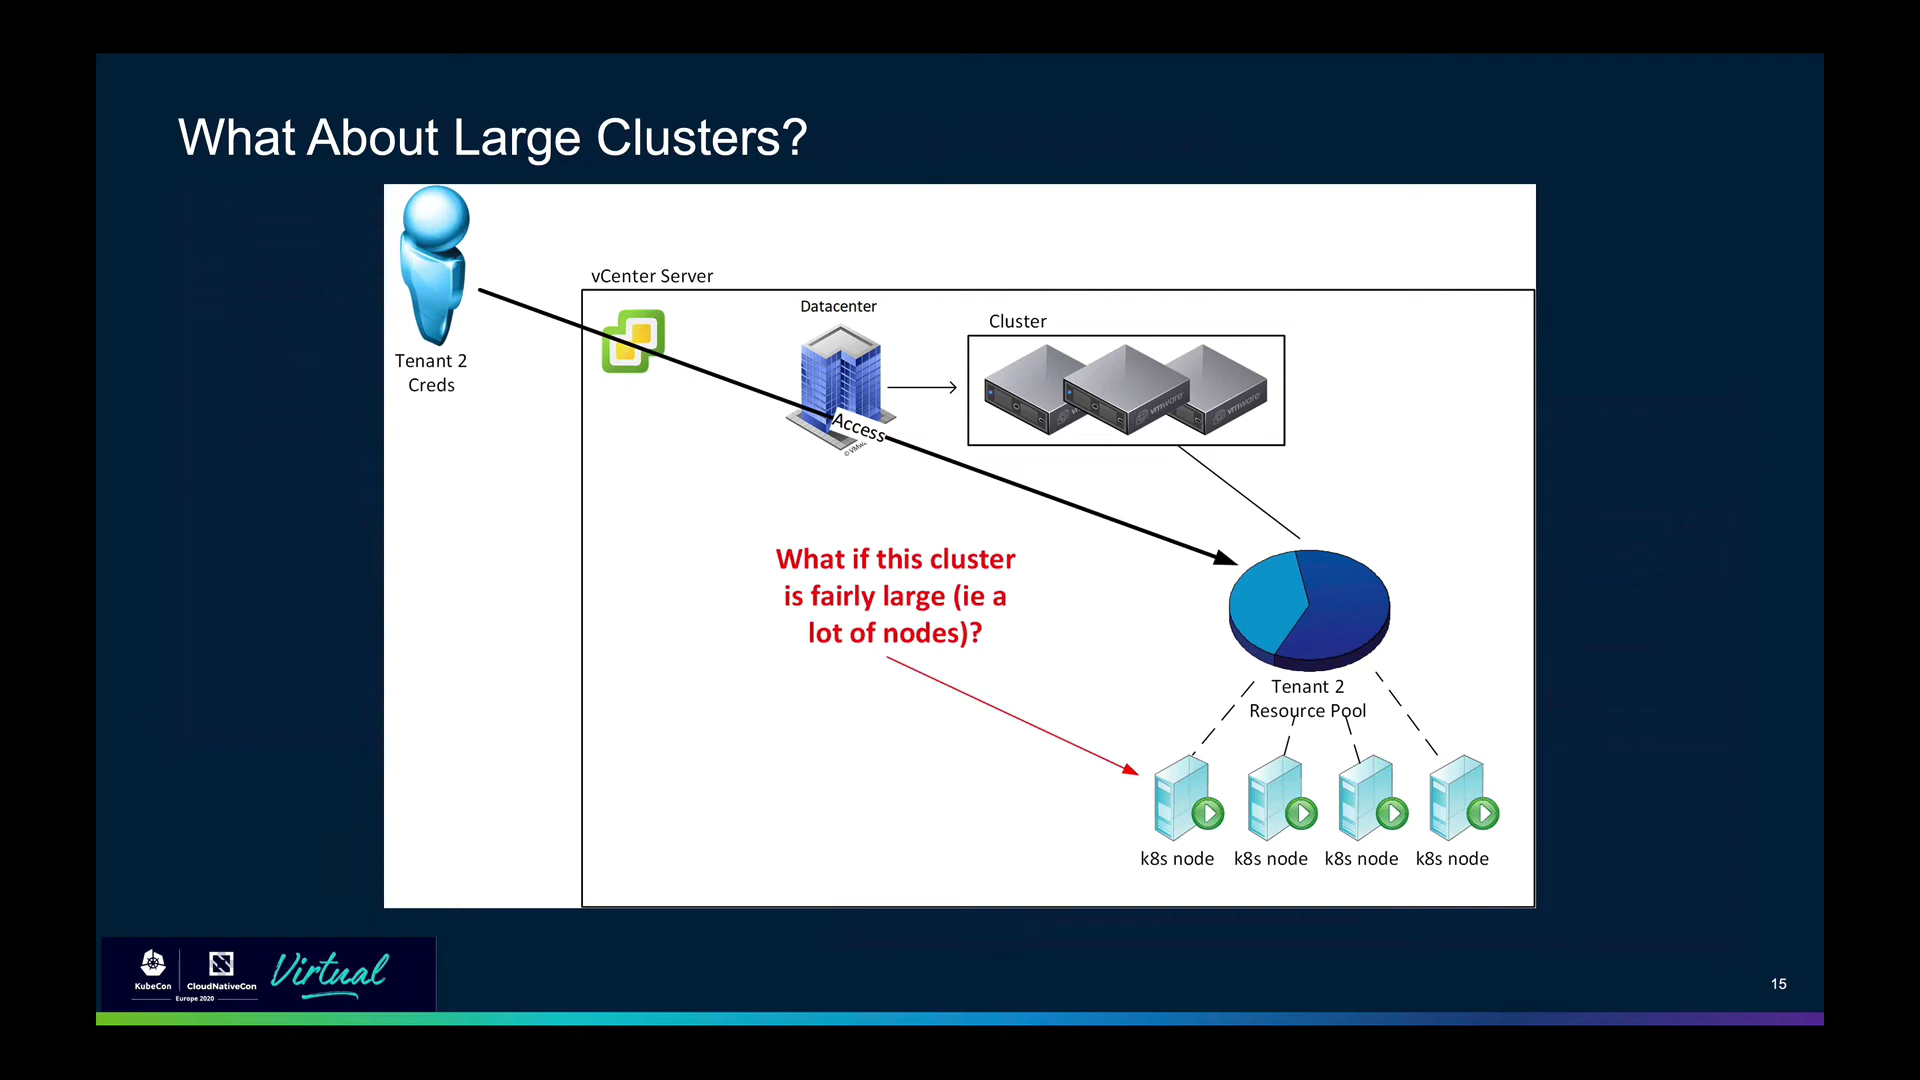 What About Large Clusters?
Tenant 2
Creds
vCenter Server
Datacenter
Cluster
vmware
vmware
Access
What if this cluster
is fairly large (ie a
lot of nodes)?
Tenant 2
Resource Pool
k8s node
k8s node
k8s node
k8s node
KubeCon
CloudNativeCon
Europe 2020
Virtual
15